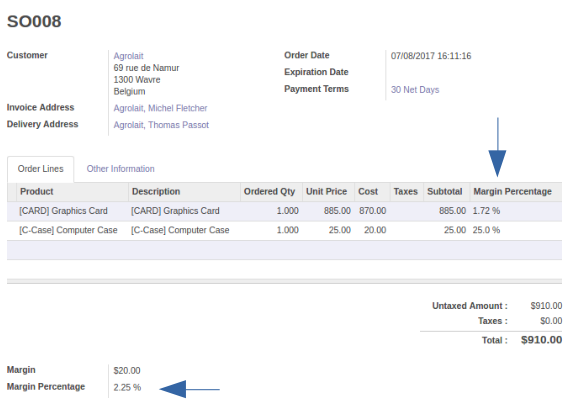 SO008
Customer Agrolait
69 rue de Namur
1300 Wavre
Belgium
Invoice Address Agrolait, Michel Fletcher
Delivery Address Agrolait, Thomas Passot
Order Date 07/08/2017 16:11:16
Expiration Date
Payment Terms 30 Net Days
Order Lines Other Information
Product Description Ordered Qty Unit Price Cost Taxes Subtotal Margin Percentage
[CARD] Graphics Card [CARD] Graphics Card 1.000 885.00 870.00 885.00 1.72 %
[C-Case] Computer Case [C-Case] Computer Case 1.000 25.00 20.00 25.00 25.0 %
Untaxed Amount : $910.00
Taxes : $0.00
Total : $910.00
Margin $20.00
Margin Percentage 2.25 %